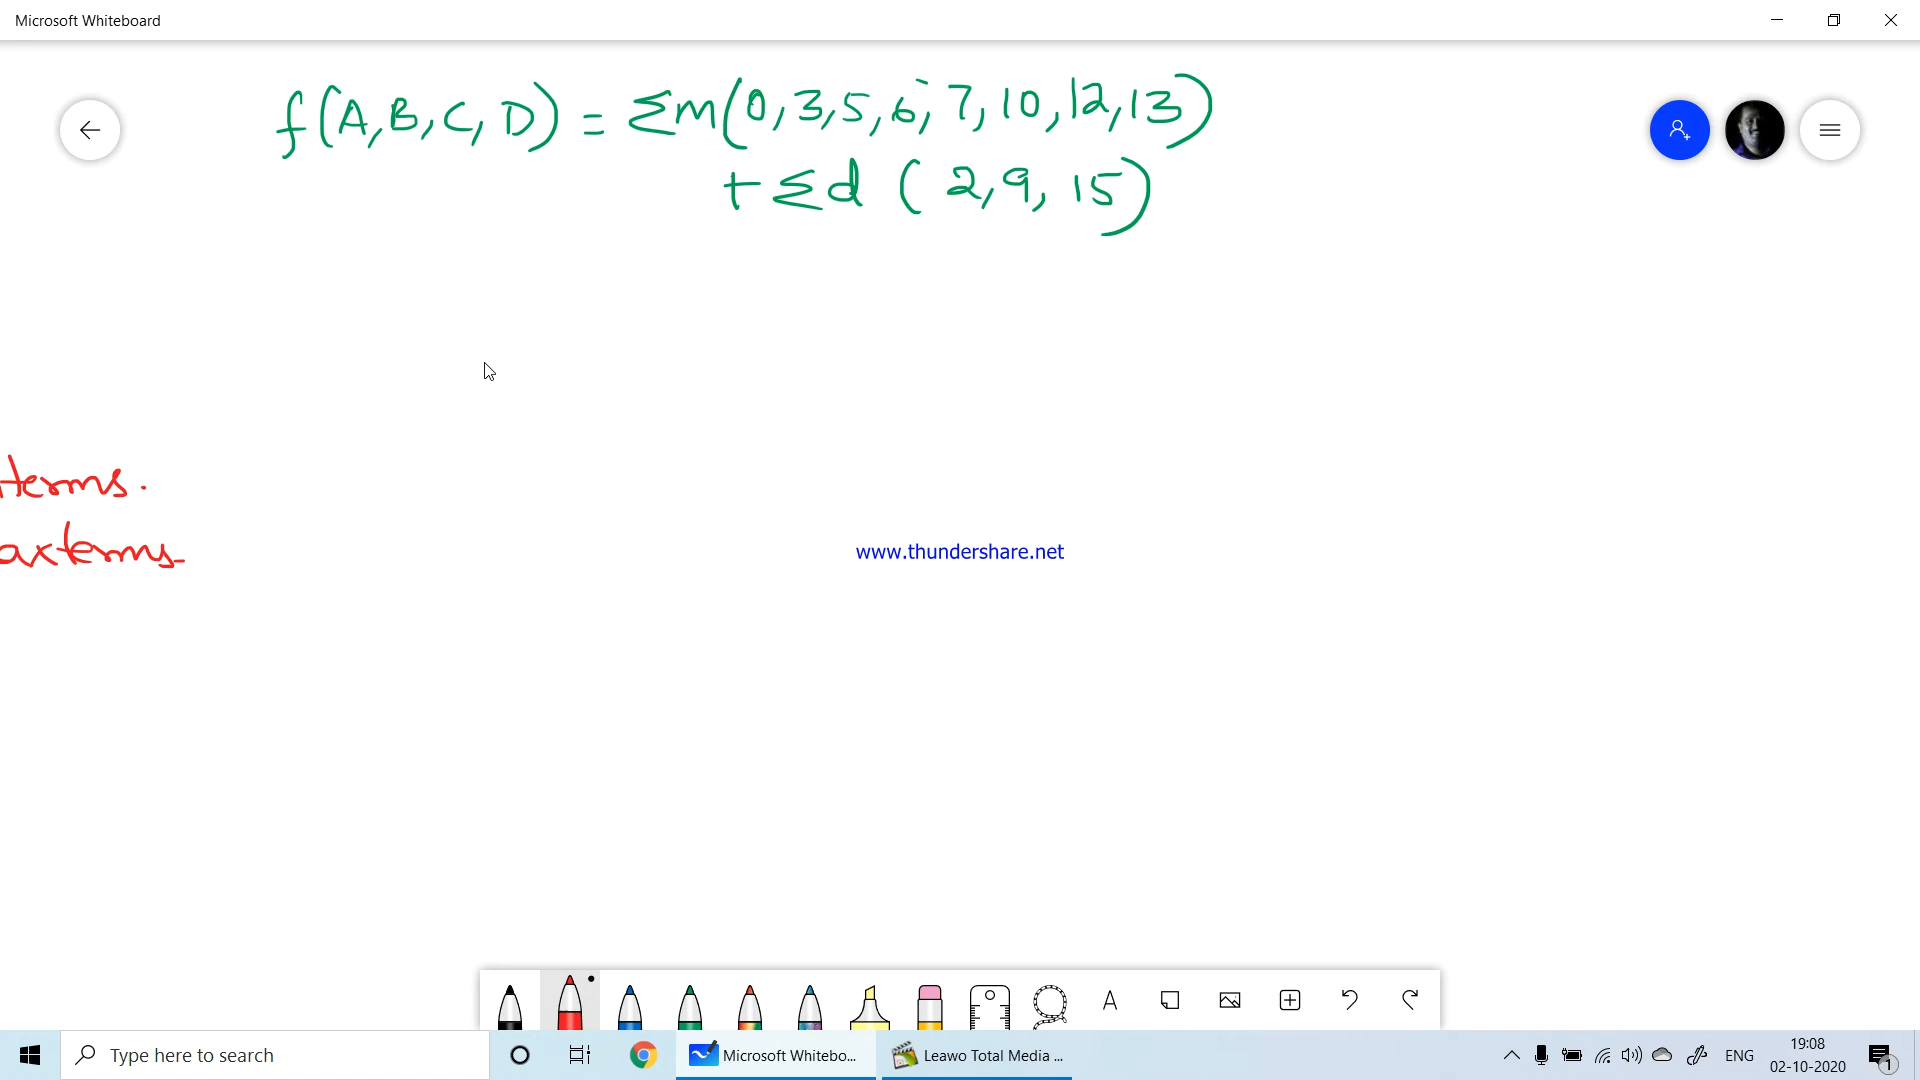 Microsoft Whiteboard
f(A,B,C,D) = Σm(0,3,5,6,7,10,12,13)
+Σd (2,9,15)
terms.
axterms
www.thundershare.net
A
Type here to search
Microsoft Whitebo...
Leawo Total Media ...
ENG
19:08
02-10-2020
1